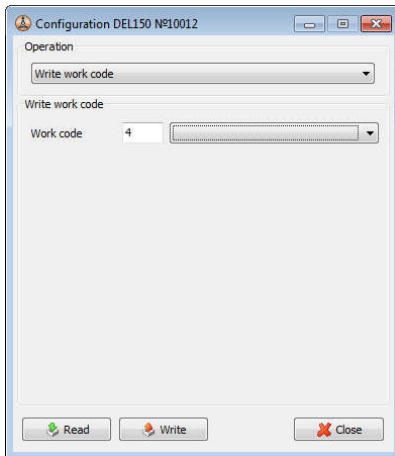 Configuration DEL150 №10012
Operation
Write work code
Write work code
Work code 4
Read Write Close